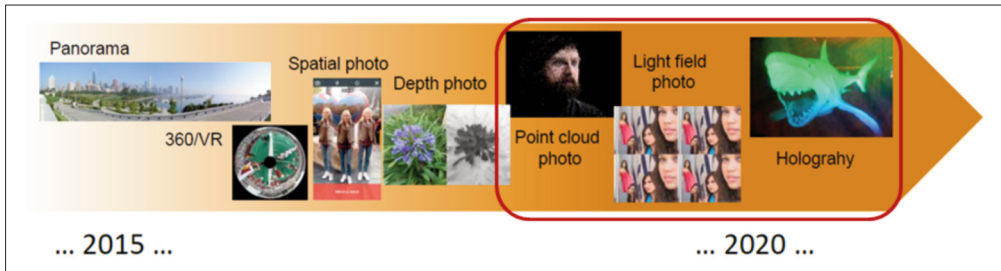 Panorama
360/VR
Spatial photo
Depth photo
Point cloud
photo
Light field
photo
Holograhy
... 2015 ...
... 2020 ...